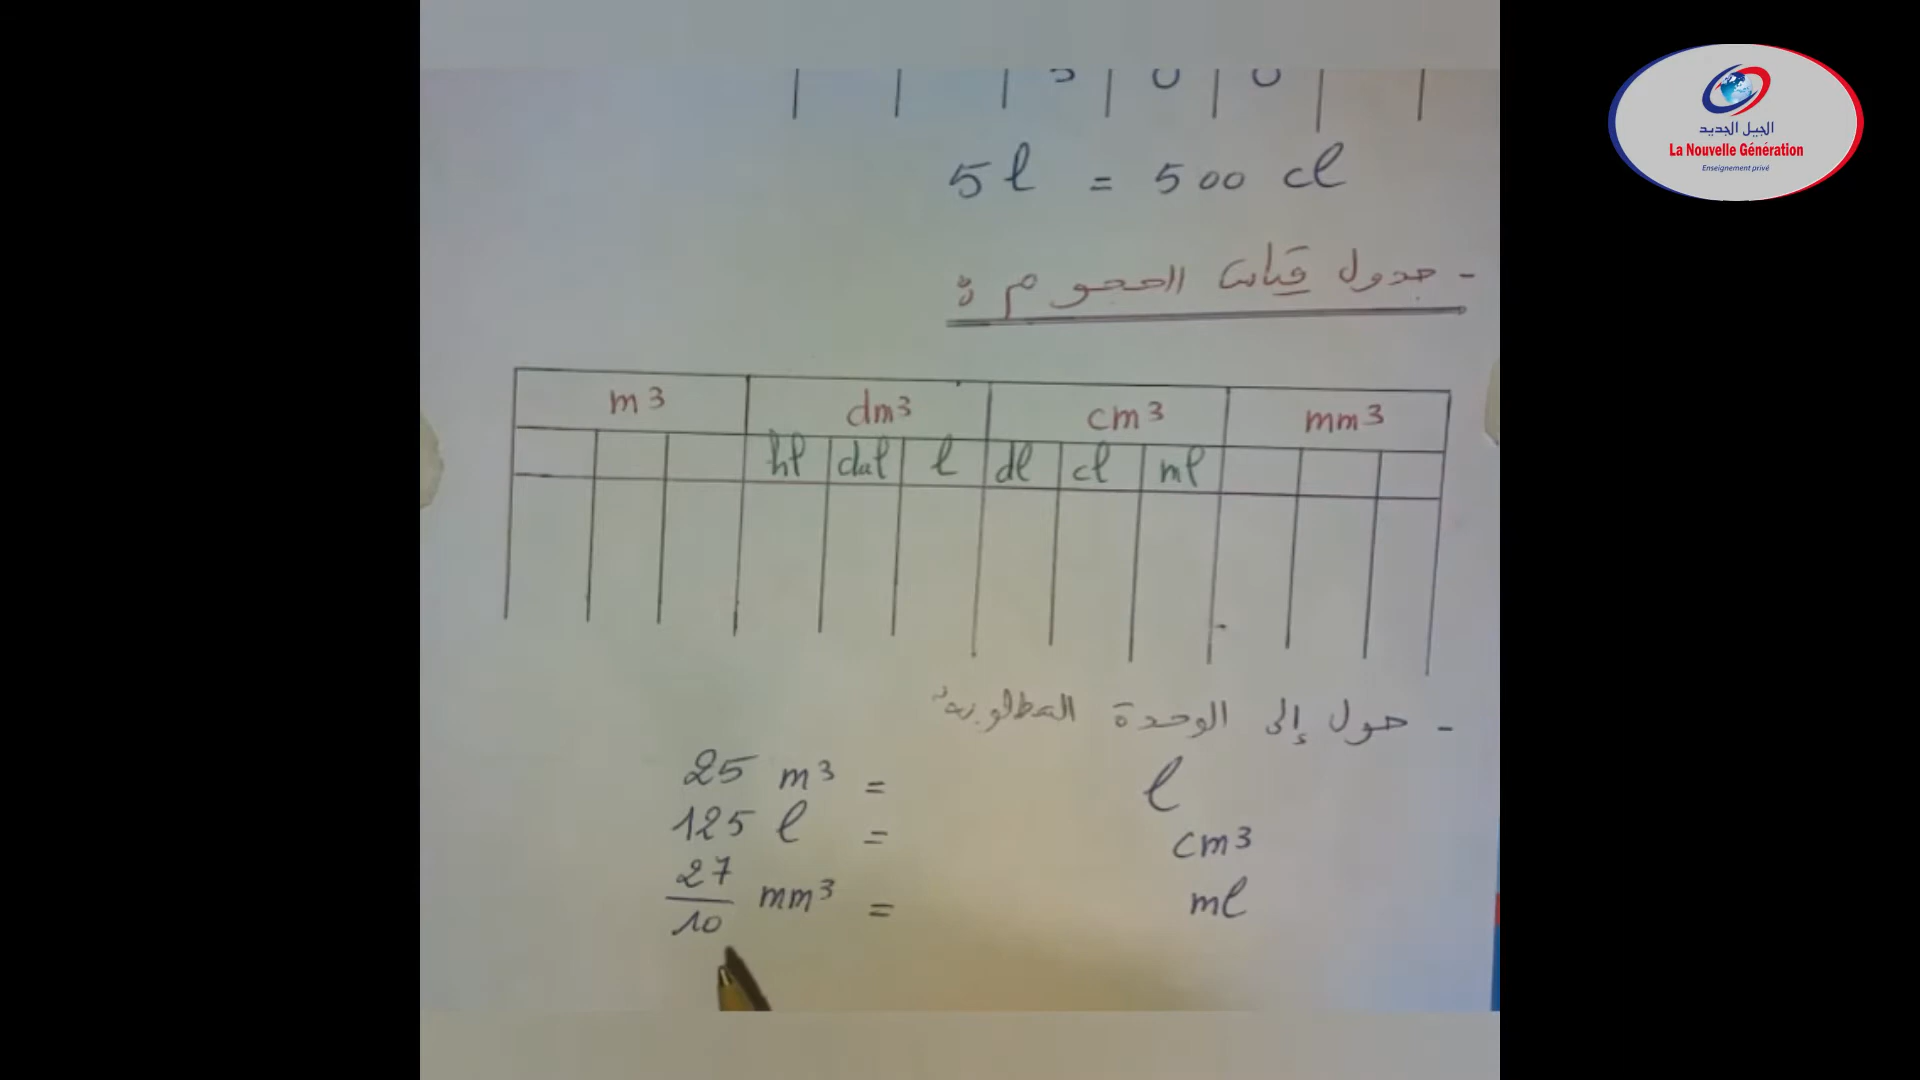 5 l = 500 cl
- جدول قياس الحجوم :
m³ dm³ cm³ mm³
hl dal l dl cl ml
- حول إلى الوحدة المطلوبة
25 m³ = l
125 l = cm³
27/10 mm³ = ml
الجيل الجديد
La Nouvelle Génération
Enseignement privé